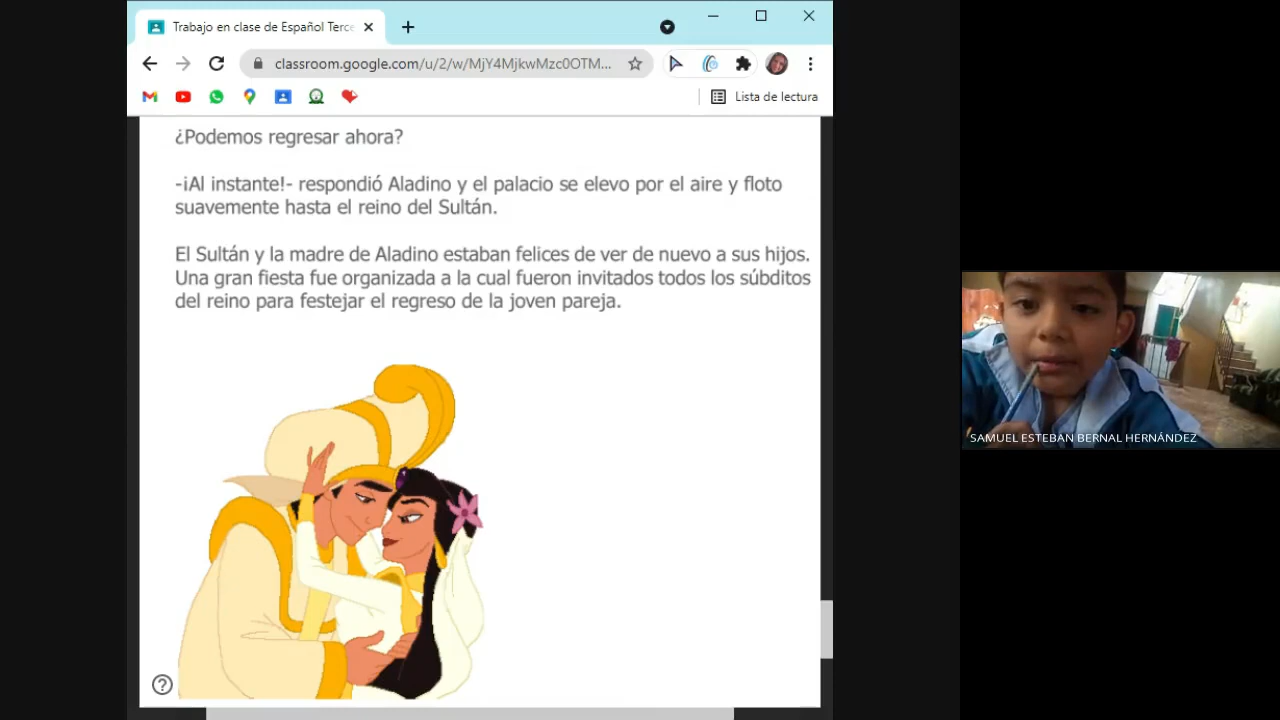 Trabajo en clase de Español Terce
classroom.google.com/u/2/w/MjY4MjkwMzc0OTM...
Lista de lectura
¿Podemos regresar ahora?
-¡Al instante!- respondió Aladino y el palacio se elevo por el aire y floto
suavemente hasta el reino del Sultán.
El Sultán y la madre de Aladino estaban felices de ver de nuevo a sus hijos.
Una gran fiesta fue organizada a la cual fueron invitados todos los súbditos
del reino para festejar el regreso de la joven pareja.
SAMUEL ESTEBAN BERNAL HERNÁNDEZ